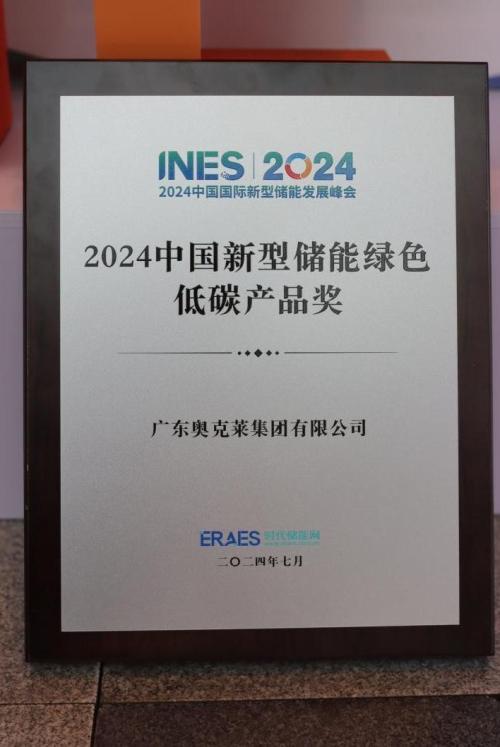 INES | 2024
2024中国国际新型储能发展峰会
2024中国新型储能绿色
低碳产品奖
广东奥克莱集团有限公司
ERAES 时代储能网
二〇二四年七月